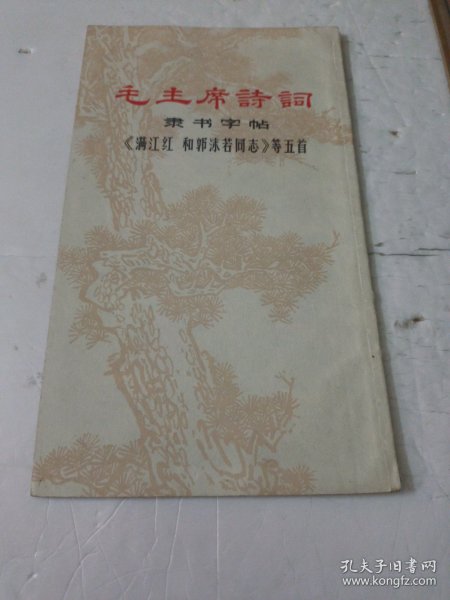 毛主席詩詞
隶书字帖
《满江红 和郭沫若同志》等五首
孔夫子旧书网
www.kongfz.com